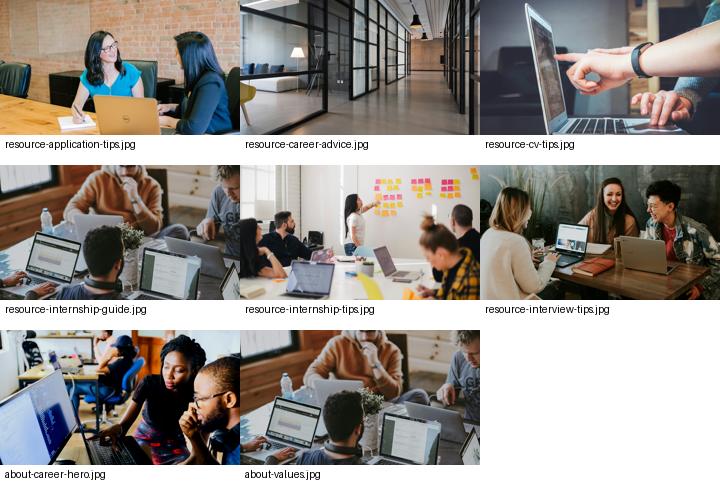 resource-application-tips.jpg
resource-career-advice.jpg
resource-cv-tips.jpg
resource-internship-guide.jpg
resource-internship-tips.jpg
resource-interview-tips.jpg
about-career-hero.jpg
about-values.jpg